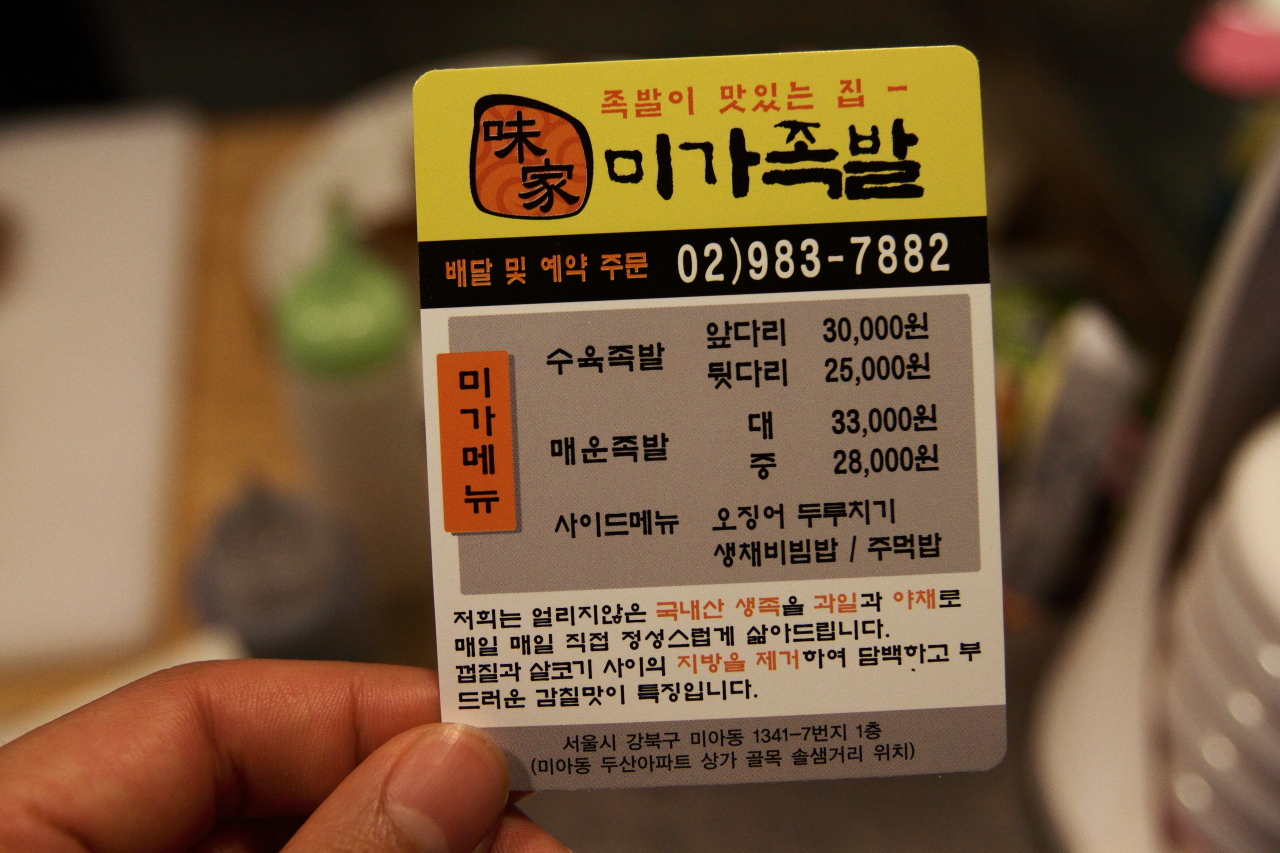 족발이 맛있는 집 -
味家
미가족발
배달 및 예약 주문 02)983-7882
미가메뉴
수육족발
앞다리 30,000원
뒷다리 25,000원
매운족발
대 33,000원
중 28,000원
사이드메뉴 오징어 두루치기
생채비빔밥 / 주먹밥
저희는 얼리지않은 국내산 생족을 과일과 야채로
매일 매일 직접 정성스럽게 삶아드립니다.
껍질과 살코기 사이의 지방을 제거하여 담백하고 부
드러운 감칠맛이 특징입니다.
서울시 강북구 미아동 1341-7번지 1층
(미아동 두산아파트 상가 골목 솔샘거리 위치)